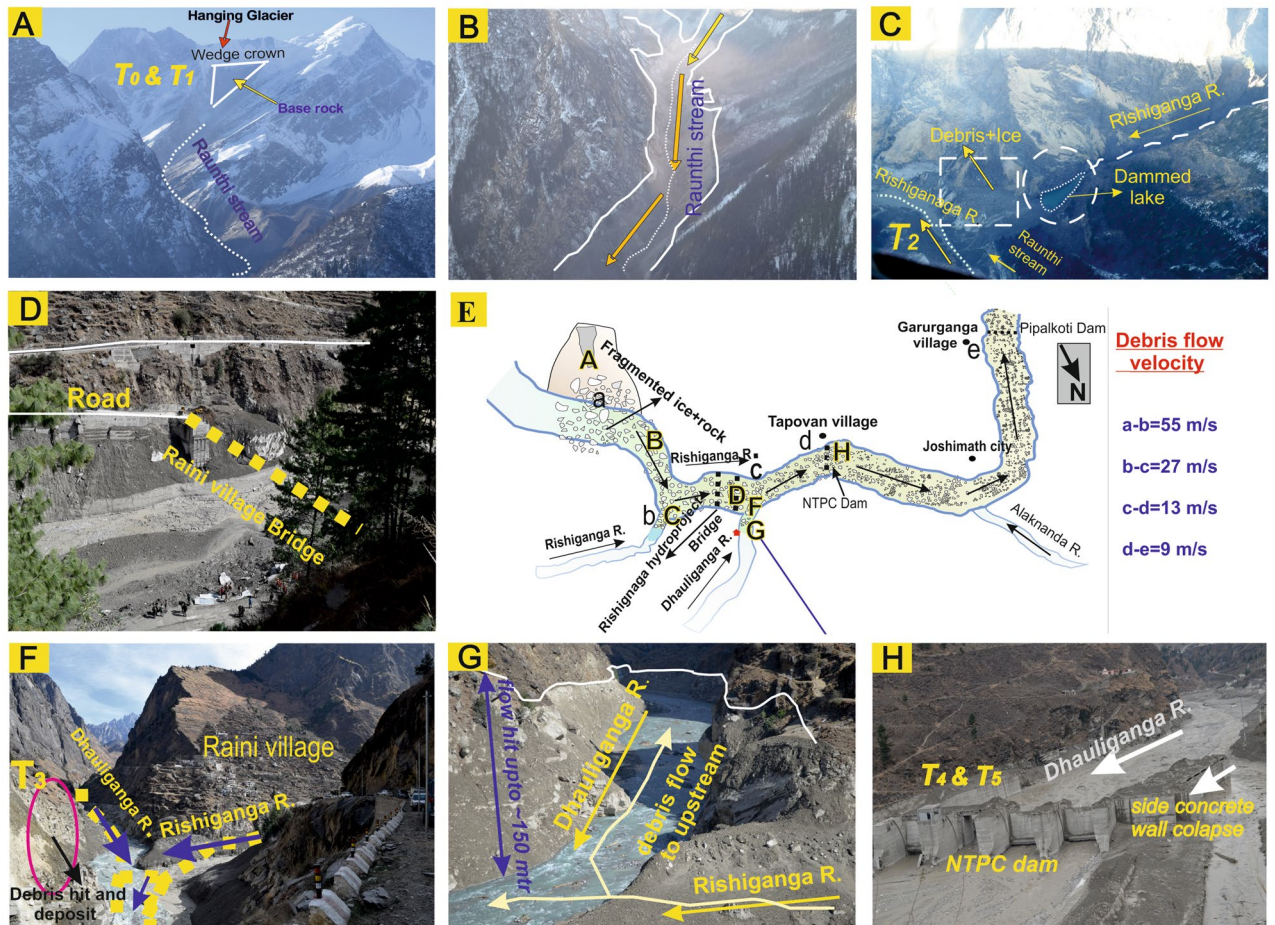 A
Hanging Glacier
Wedge crown
T0 & T1
Base rock
Raunthi stream
B
Raunthi stream
C
Rishiganga R.
Debris+Ice
Dammed
lake
Rishiganaga R.
T2
Raunthi
stream
D
Road
Raini village Bridge
E
A
Fragmented ice+rock
a
B
Rishiganga R.
c
Tapovan village
d
H
NTPC Dam
D
F
G
C
b
Rishiganga R.
Rishignaga hydroproject
Bridge
Dhauliganga R.
Joshimath city
Alaknanda R.
Garurganga
village
e
Pipalkoti Dam
N
Debris flow
velocity
a-b=55 m/s
b-c=27 m/s
c-d=13 m/s
d-e=9 m/s
F
T3
Dhauliganga R.
Raini village
Rishiganga R.
Debris hit and
deposit
G
flow hit upto ~150 mtr
Dhauliganga R.
debris flow
to upstream
Rishiganga R.
H
T4 & T5
Dhauliganga R.
side concrete
wall colapse
NTPC dam